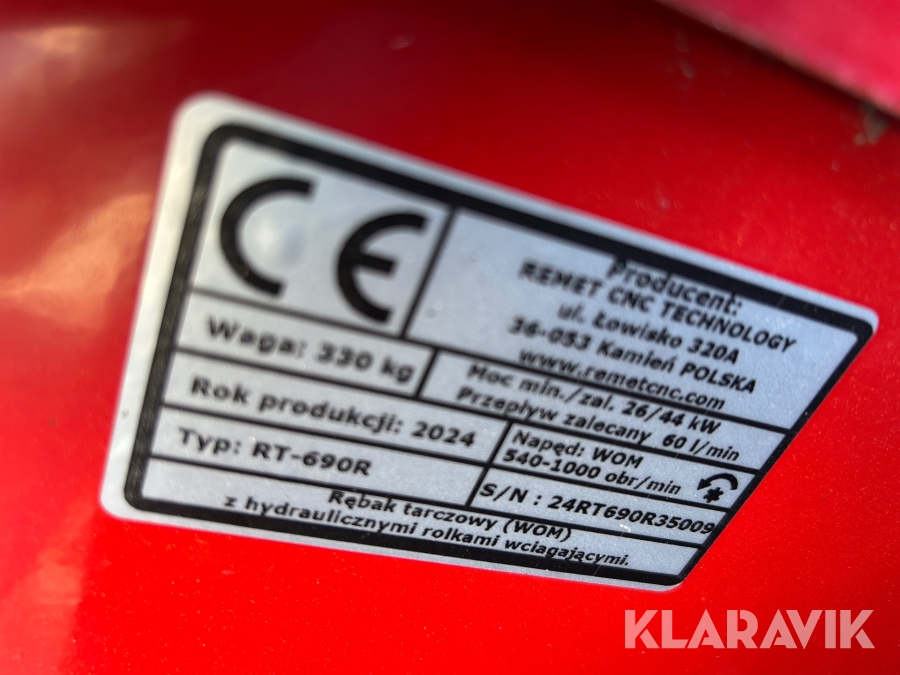 CE
Producent:
REMET CNC TECHNOLOGY
ul. Łowisko 320A
36-053 Kamień POLSKA
www.remetcnc.com
Waga: 330 kg
Moc min./zal. 26/44 kW
Przepływ zalecany 60 l/min
Rok produkcji: 2024
Napęd: WOM
540-1000 obr/min
Typ: RT-690R
S/N : 24RT690R35009
Rębak tarczowy (WOM)
z hydraulicznymi rolkami wciagającymi.
KLARAVIK